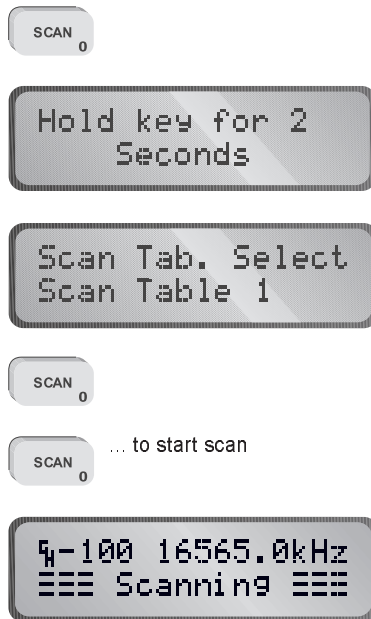 SCAN
0
Hold key for 2
Seconds
Scan Tab. Select
Scan Table 1
SCAN
0
SCAN
0
... to start scan
CH-100 16565.0kHz
Scanning